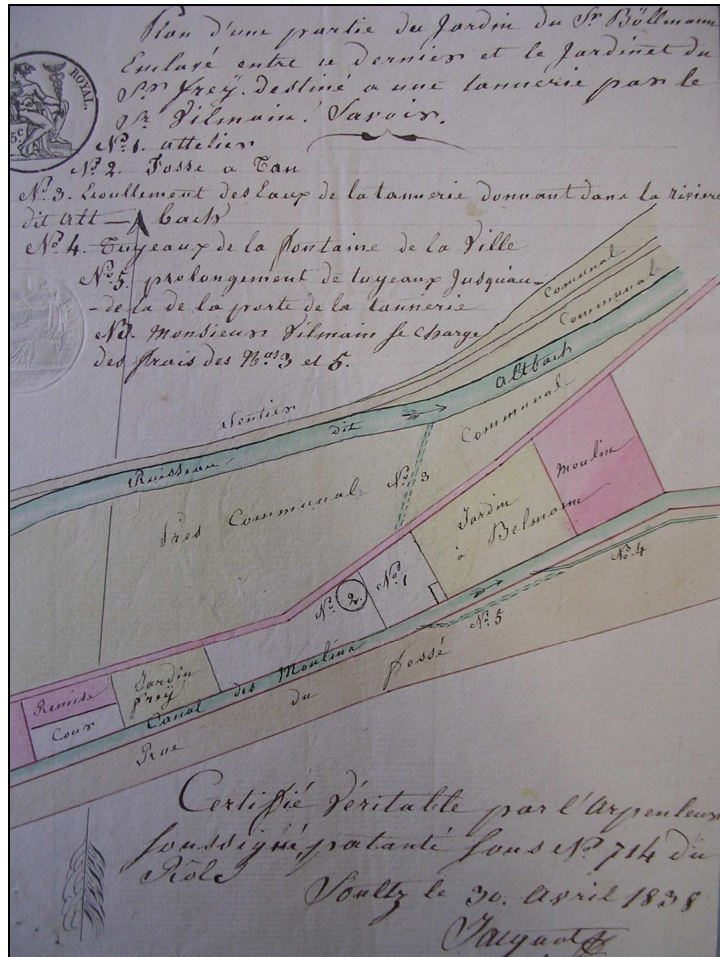 Plan d'une partie du Jardin du Sr Böllmann
Enclavé entre ce dernier et le Jardinet du
Sr frey. destiné a une tannerie par le
Sr Vilmain. Savoir.
ROYAL.
5c
No 1. attelier
No 2. Fosse a Tan
No 3. Ecoullement des Eaux de la tannerie donnant dans la riviere
dit Alt— bach
No 4. Tuyeaux de la fontaine de la Ville
No 5. prolongement de tuyeaux Jusqu'au-
-de la de la porte de la tannerie
NB. Monsieur Vilmain se Charge
des frais des Nos 3 et 5.
Communal
Communal
Sentier
Ruisseau dit Altbach
Communal
No 3
Près Communal
Moulin
Jardin
à Belmann
No 4
No 1
No 2.
No 5
Jardin
frey
Remise
Cour
Canal des Moulins
Rue du fossé
Certifié Véritable par l'Arpenteur
soussigné, patanté sous No 714 du
Rôle
Soultz le 30. Avril 1838
Jacquot